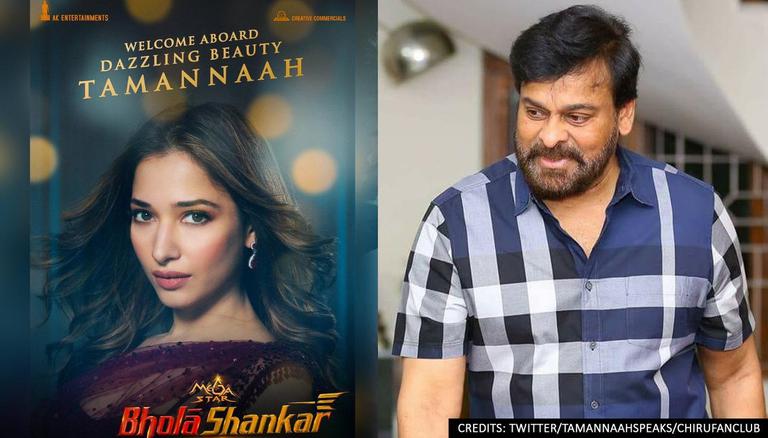 AK ENTERTAINMENTS
CREATIVE COMMERCIALS
WELCOME ABOARD
DAZZLING BEAUTY
TAMANNAAH
MEGA
STAR
Bhola Shankar
CREDITS: TWITTER/TAMANNAAHSPEAKS/CHIRUFANCLUB